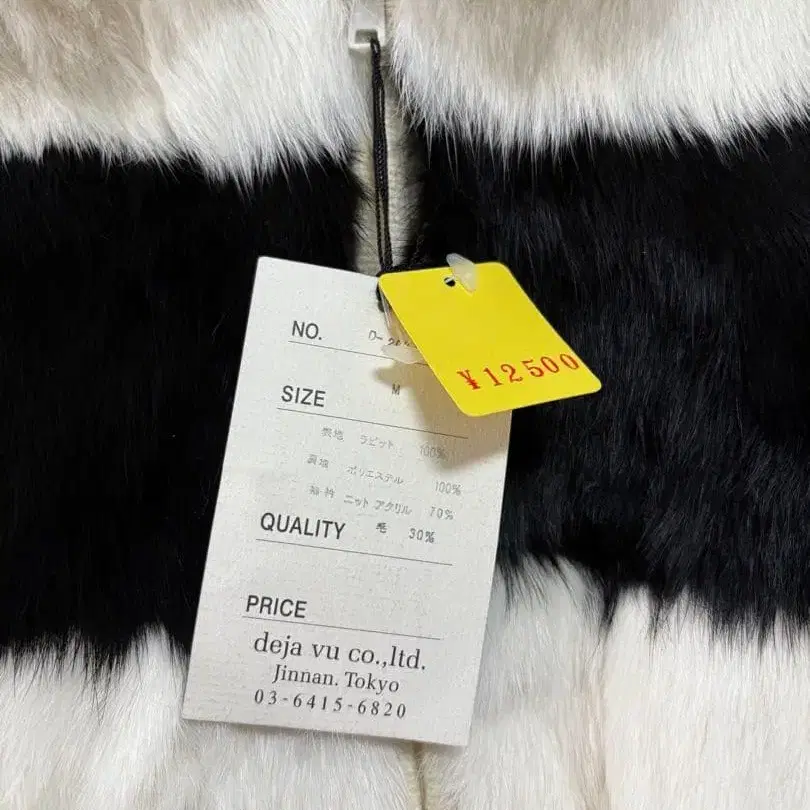 NO.
SIZE M
表地 ラビット 100%
裏地 ポリエステル 100%
袖衿 ニット アクリル 70%
QUALITY 毛 30%
PRICE
deja vu co.,ltd.
Jinnan. Tokyo
03-6415-6820
¥12500